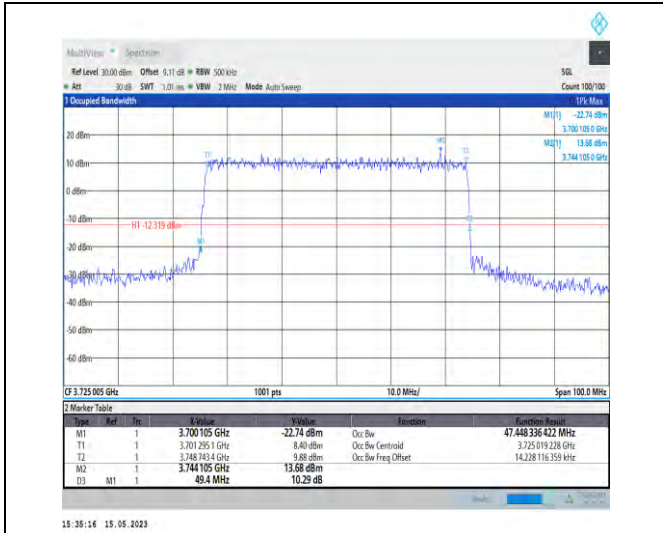 MultiView Spectrum
Ref Level 30.00 dBm Offset 9.11 dB RBW 500 kHz SGL
Att 30 dB SWT 1.01 ms VBW 2 MHz Mode Auto Sweep Count 100/100
1 Occupied Bandwidth 1Pk Max
M1[1] -22.74 dBm
3.700 105 0 GHz
20 dBm
M2[1] 13.68 dBm
3.744 105 0 GHz
M2
T1
T2
10 dBm
0 dBm
-10 dBm
H1 -12.319 dBm
-20 dBm
M1
-30 dBm
-40 dBm
-50 dBm
-60 dBm
CF 3.725 005 GHz 1001 pts 10.0 MHz/ Span 100.0 MHz
2 Marker Table
Type Ref Trc X-Value Y-Value Function Function Result
M1 1 3.700 105 GHz -22.74 dBm Occ Bw 47.448 336 422 MHz
T1 1 3.701 295 1 GHz 8.40 dBm Occ Bw Centroid 3.725 019 228 GHz
T2 1 3.748 743 4 GHz 9.88 dBm Occ Bw Freq Offset 14.228 116 359 kHz
M2 1 3.744 105 GHz 13.68 dBm
D3 M1 1 49.4 MHz 10.29 dB
15:35:16 15.05.2023